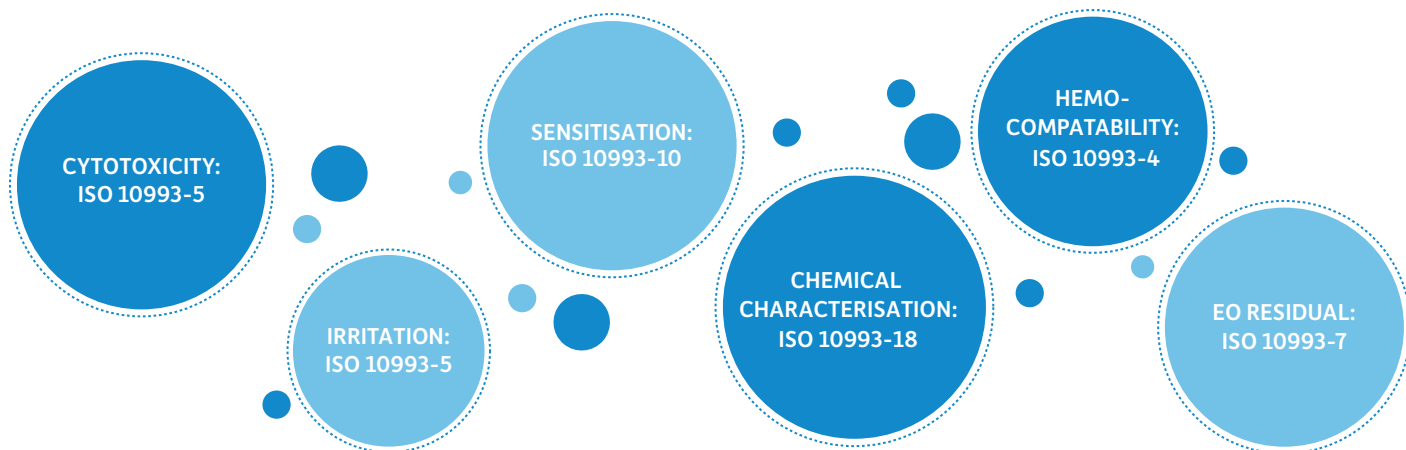 CYTOTOXICITY:
ISO 10993-5
IRRITATION:
ISO 10993-5
SENSITISATION:
ISO 10993-10
CHEMICAL
CHARACTERISATION:
ISO 10993-18
HEMO-
COMPATABILITY:
ISO 10993-4
EO RESIDUAL:
ISO 10993-7